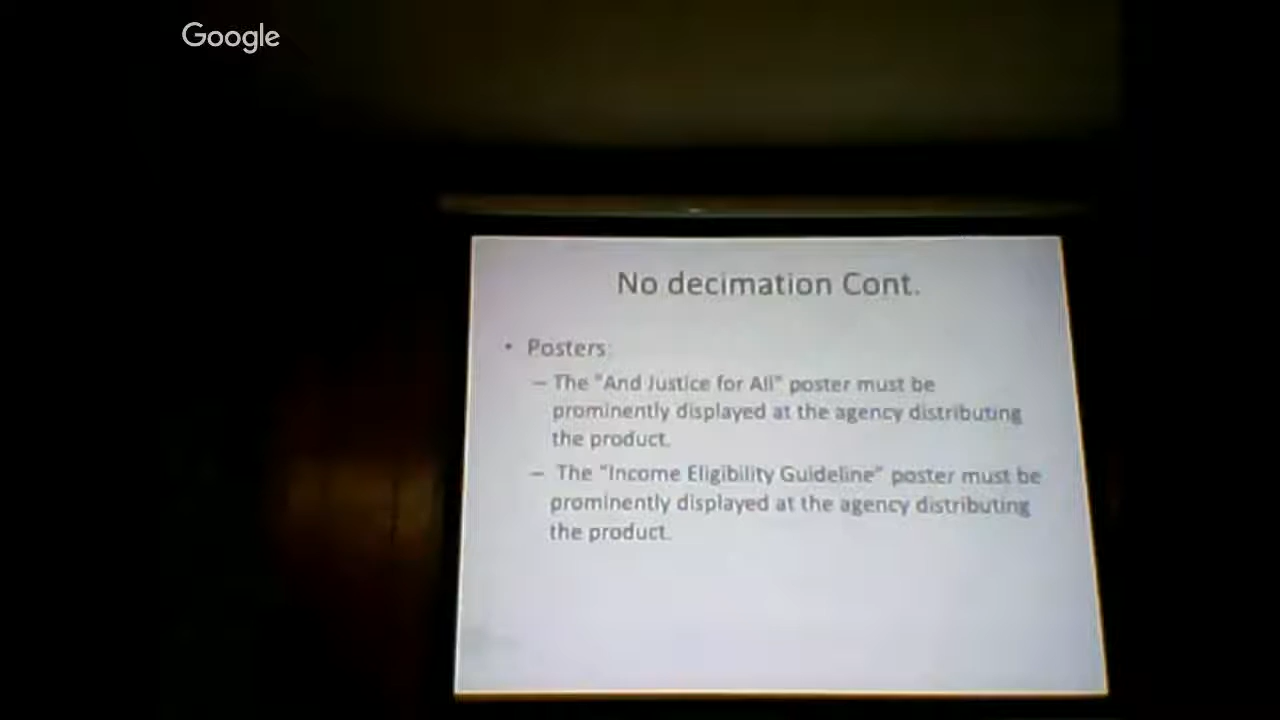 Google
No decimation Cont.
• Posters:
– The "And Justice for All" poster must be
prominently displayed at the agency distributing
the product.
– The "Income Eligibility Guideline" poster must be
prominently displayed at the agency distributing
the product.